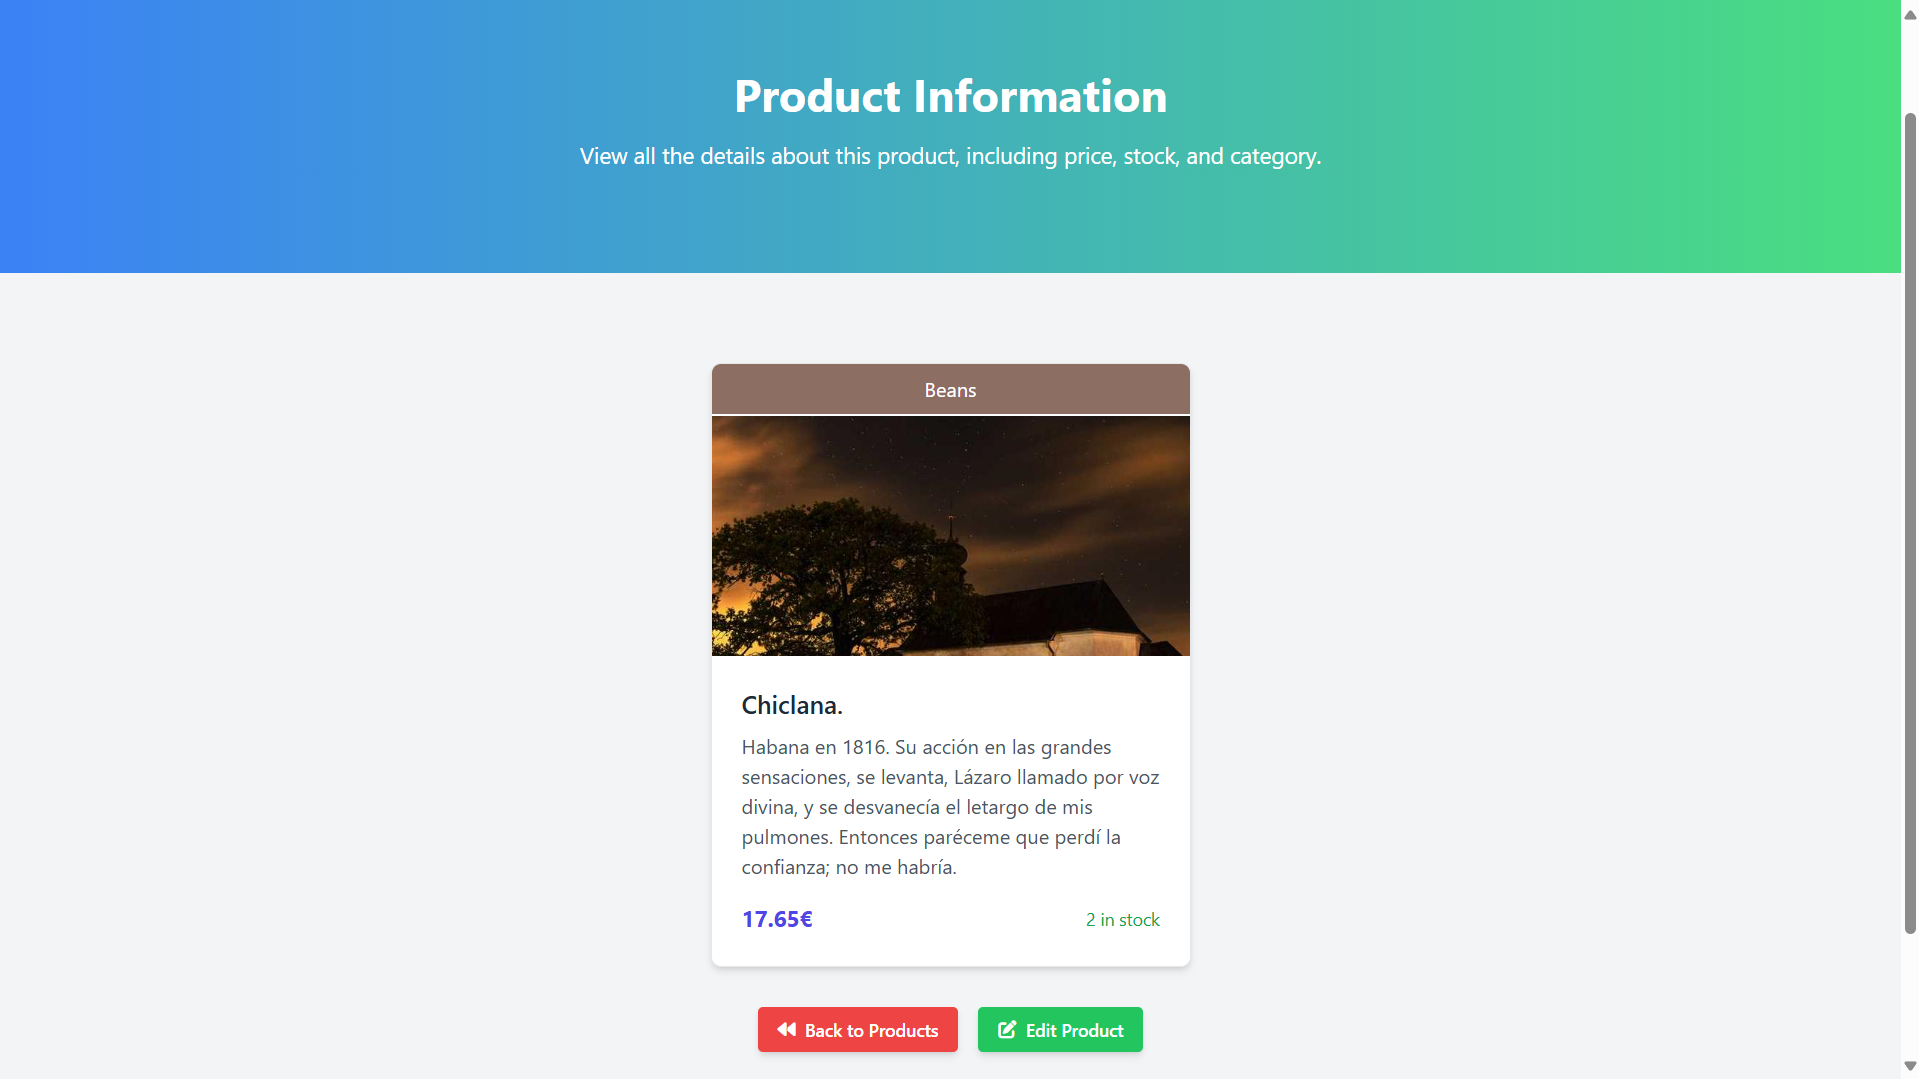 Product Information
View all the details about this product, including price, stock, and category.
Beans
Chiclana.
Habana en 1816. Su acción en las grandes
sensaciones, se levanta, Lázaro llamado por voz
divina, y se desvanecía el letargo de mis
pulmones. Entonces paréceme que perdí la
confianza; no me habría.
17.65€
2 in stock
Back to Products
Edit Product